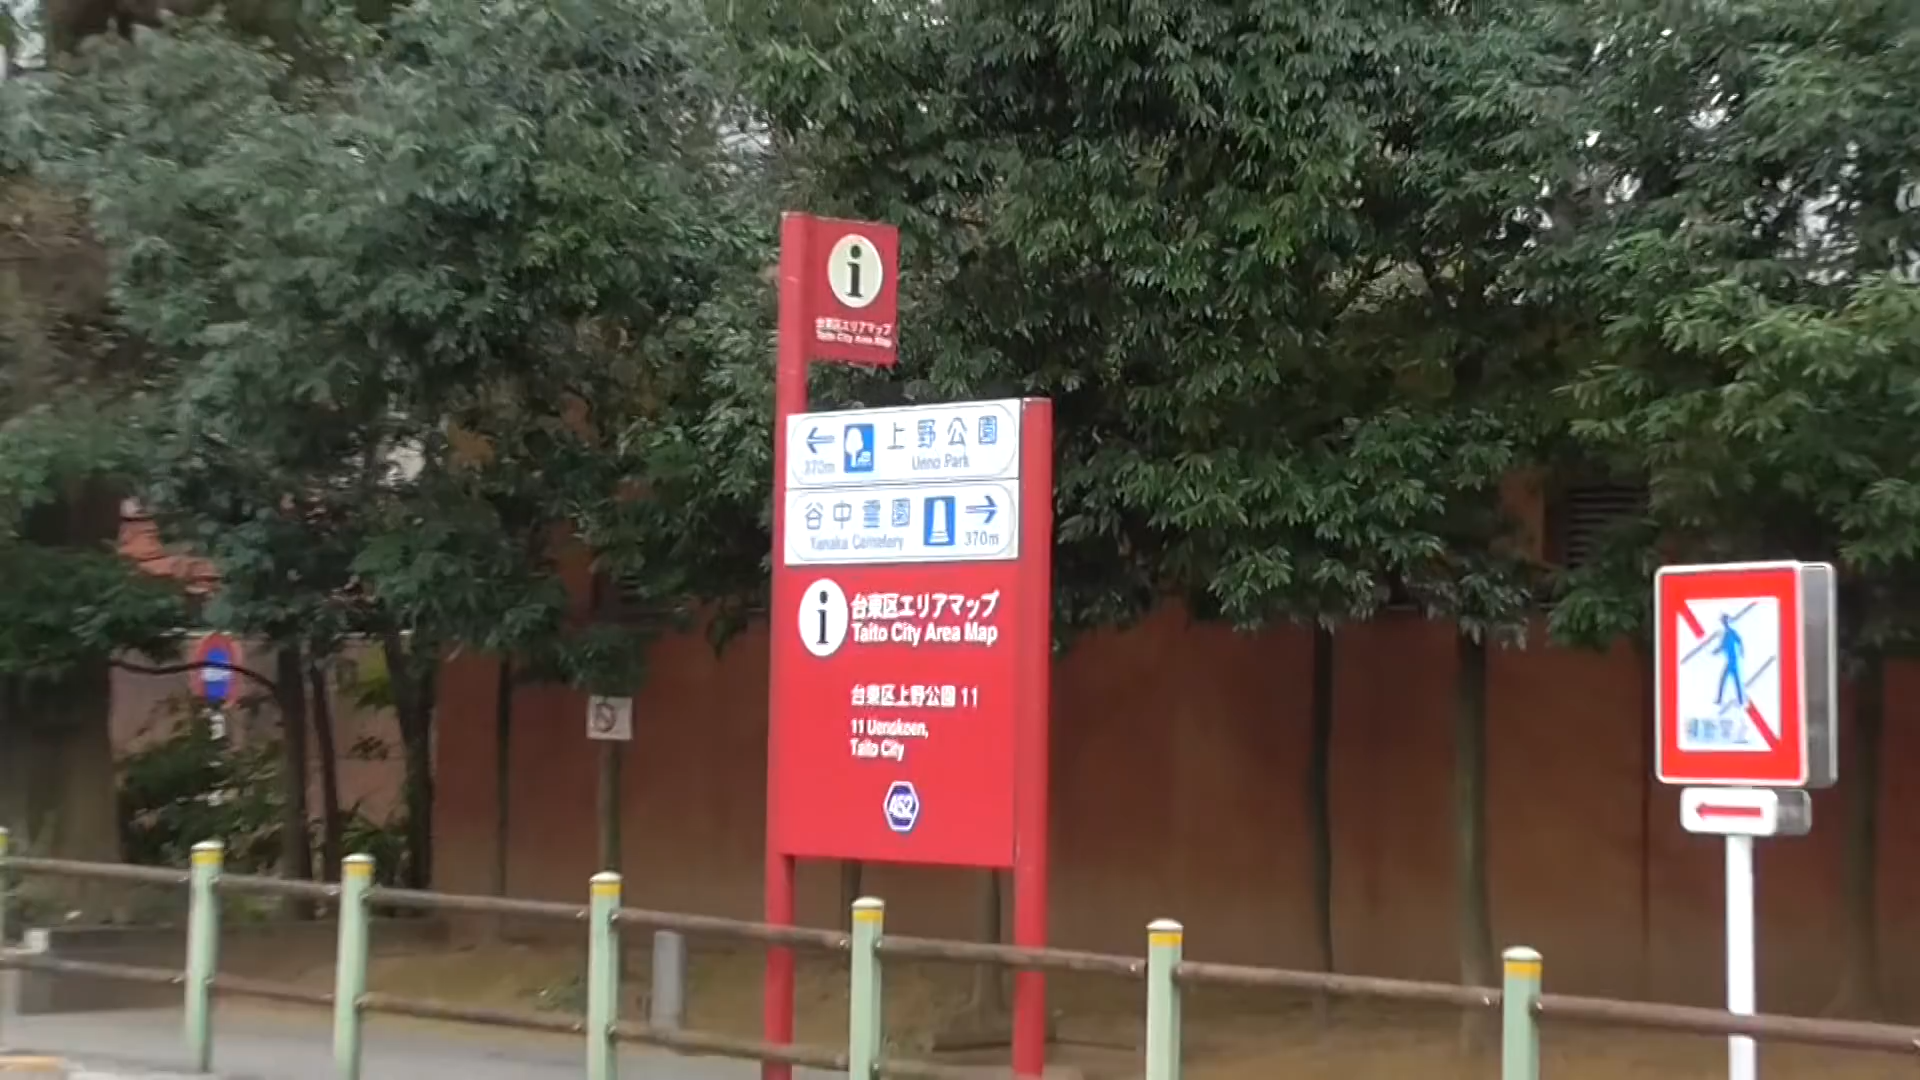 i
台東区エリアマップ
Taito City Area Map
上野公園
370m
Ueno Park
谷中霊園
Yanaka Cemetery
370m
i
台東区エリアマップ
Taito City Area Map
台東区上野公園 11
11 Uenokoen,
Taito City
452
横断禁止